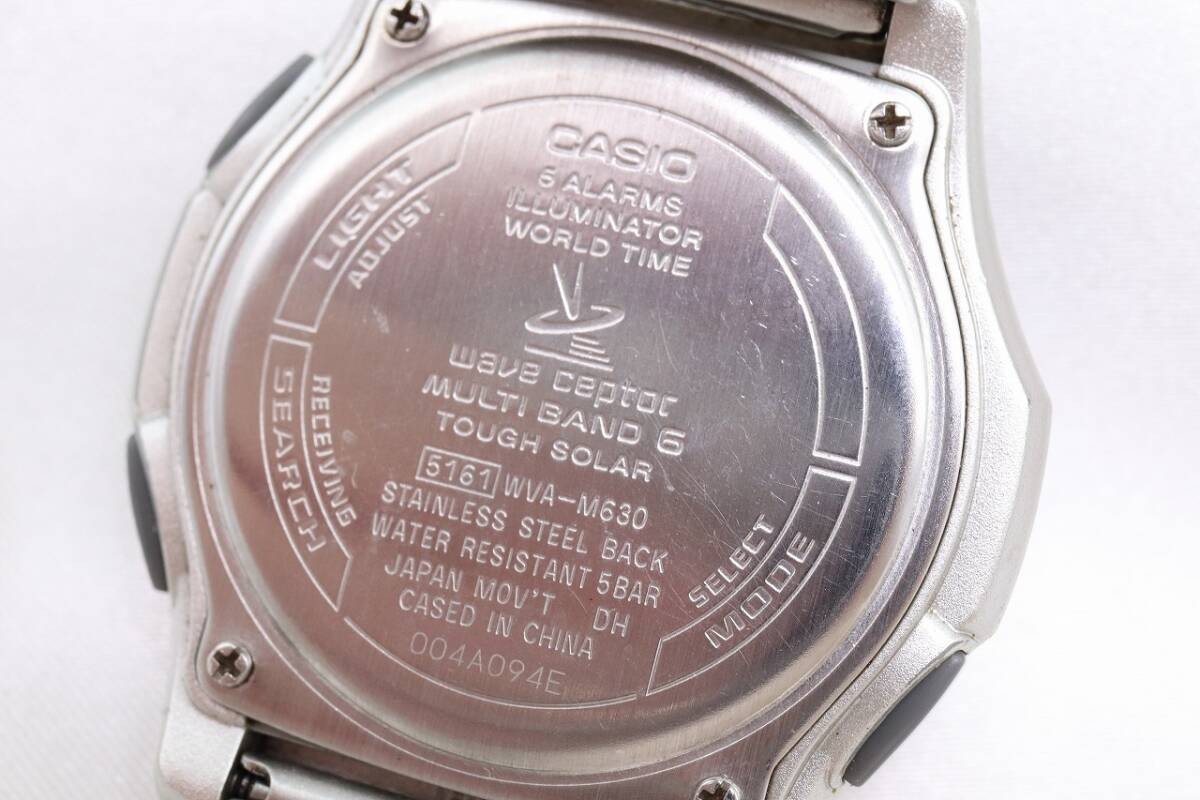 CASIO
5 ALARMS
ILLUMINATOR
WORLD TIME
wave ceptor
MULTI BAND 6
TOUGH SOLAR
5161 WVA-M630
STAINLESS STEEL BACK
WATER RESISTANT 5BAR
JAPAN MOV'T DH
CASED IN CHINA
004A094E
LIGHT
ADJUST
SEARCH
RECEIVING
SELECT
MODE